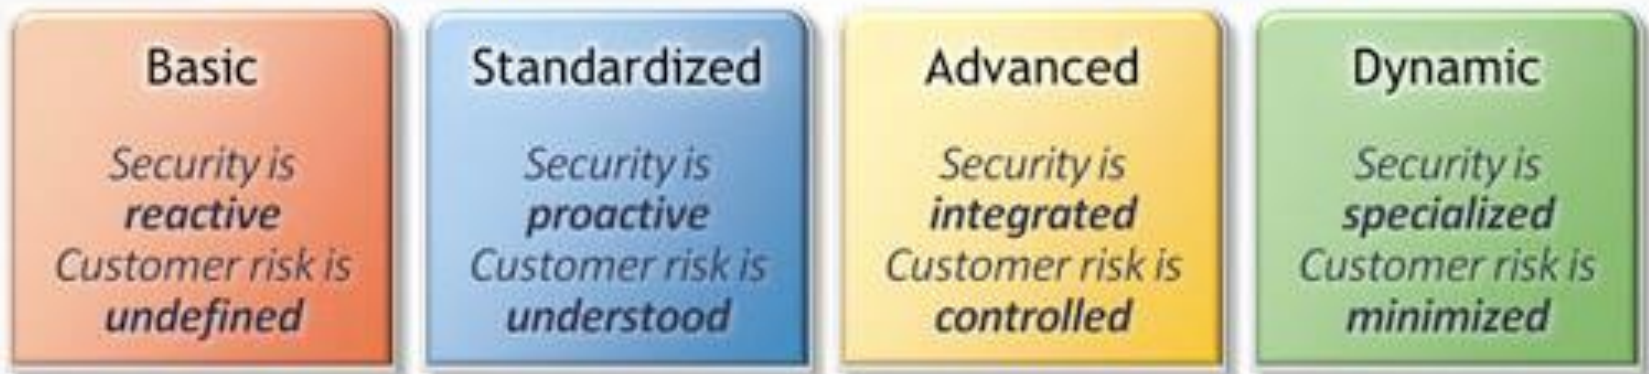 Basic
Security is
reactive
Customer risk is
undefined
Standardized
Security is
proactive
Customer risk is
understood
Advanced
Security is
integrated
Customer risk is
controlled
Dynamic
Security is
specialized
Customer risk is
minimized